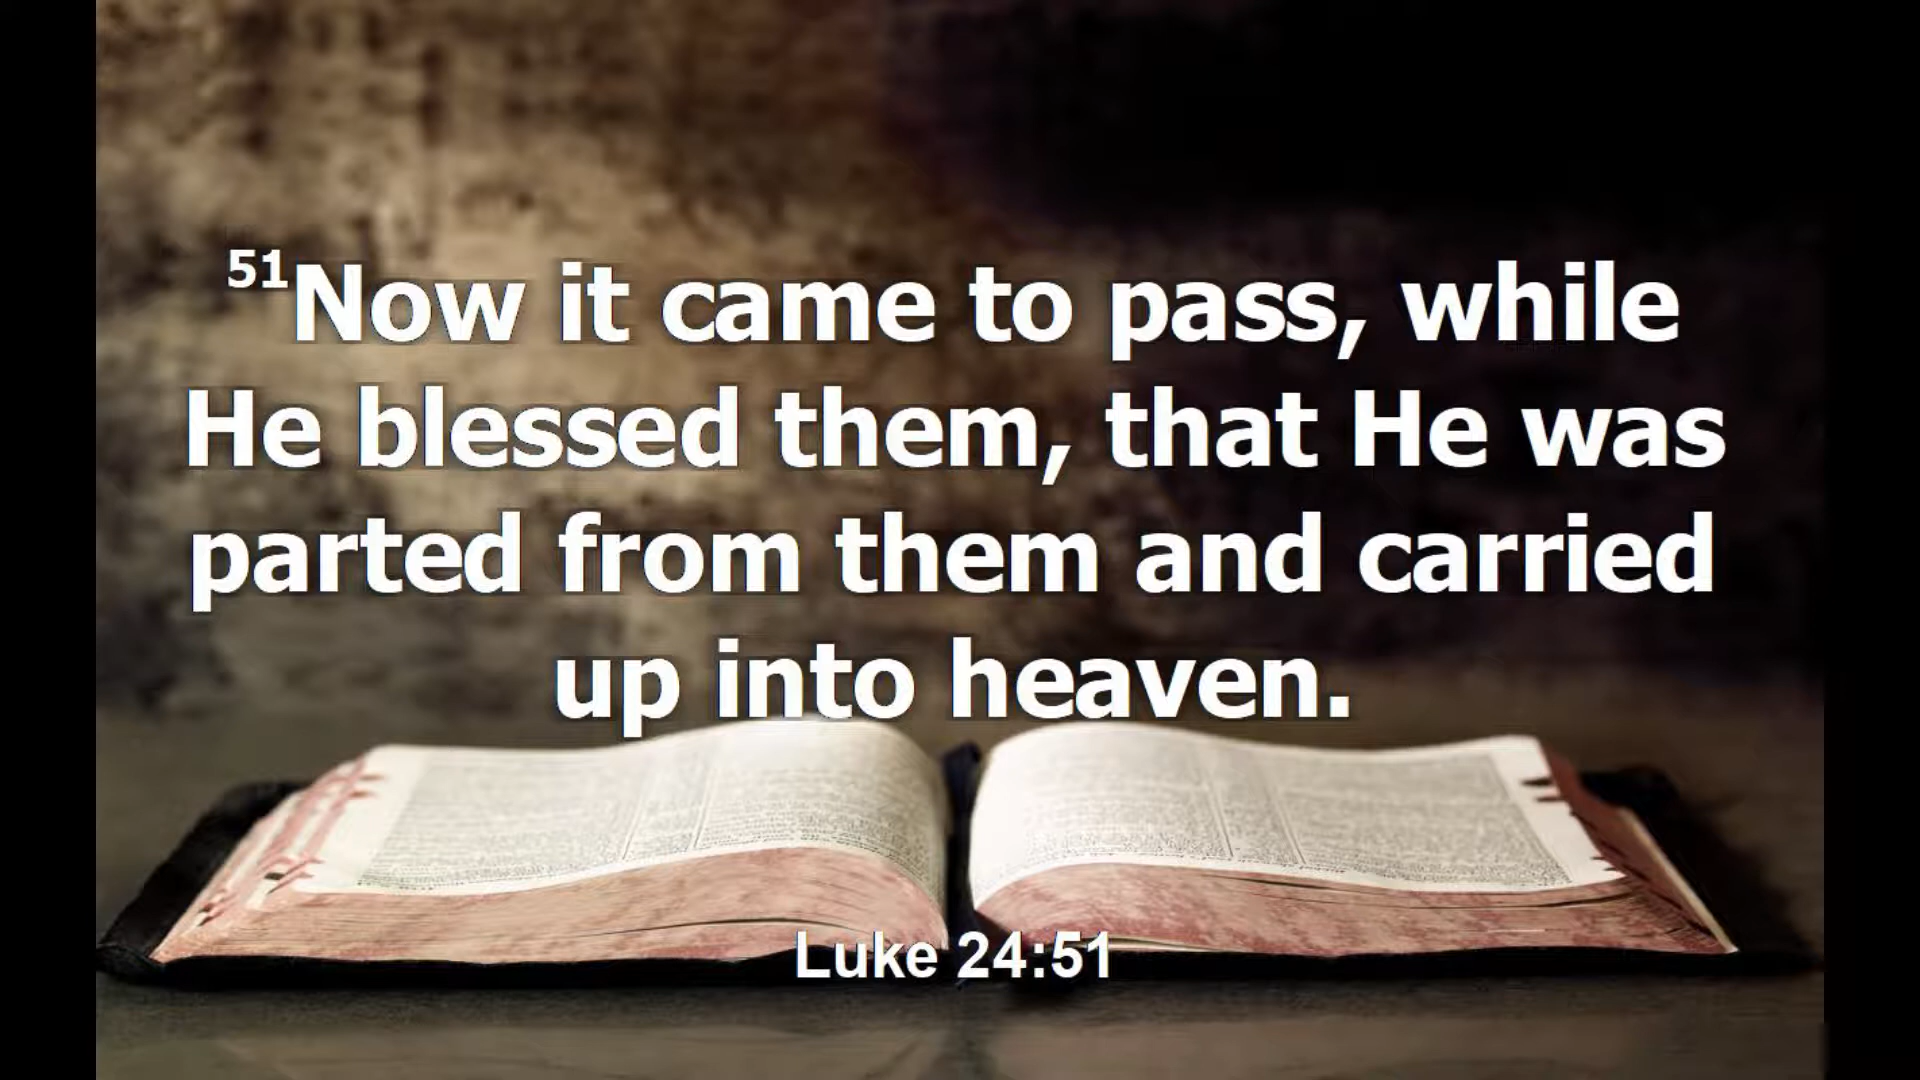 51Now it came to pass, while
He blessed them, that He was
parted from them and carried
up into heaven.
Luke 24:51